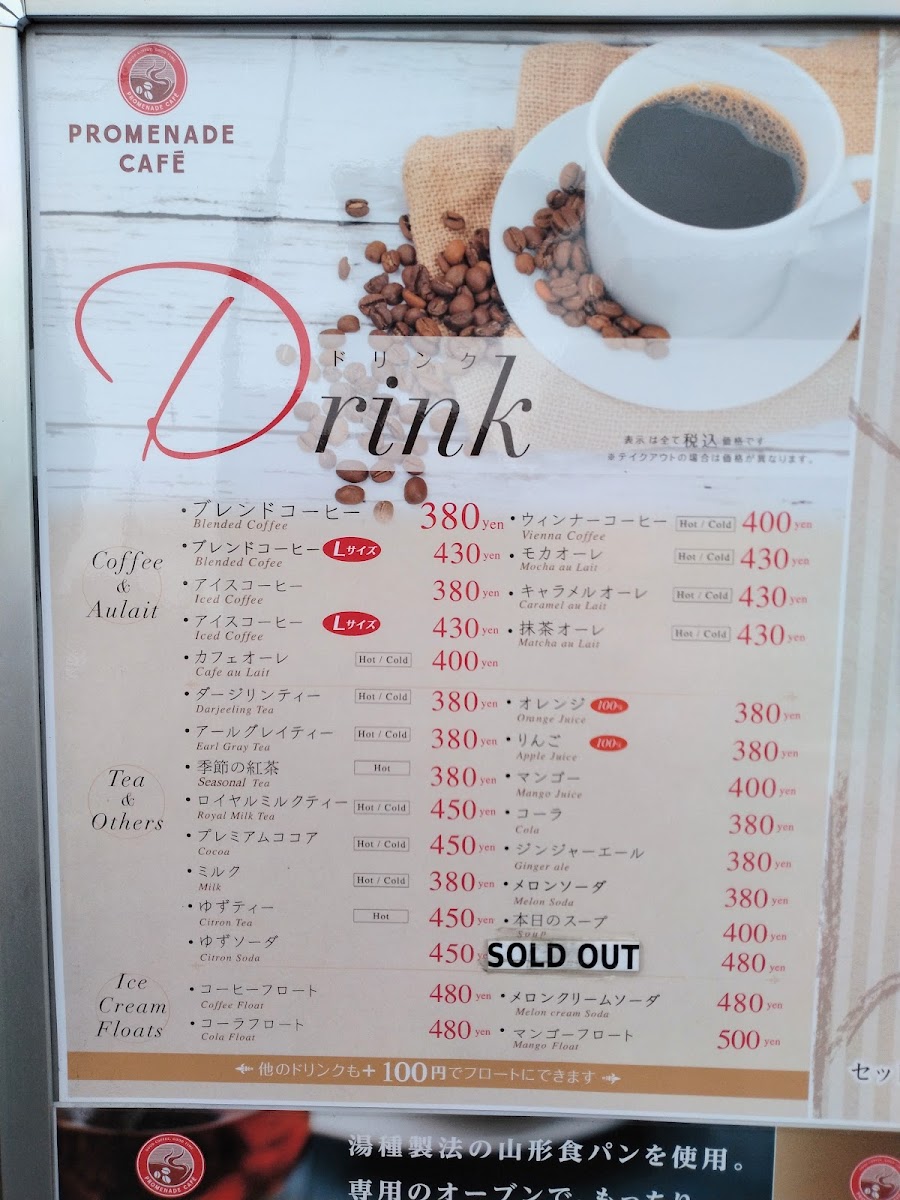 PROMENADE
CAFÉ
ドリンク
Drink
表示は全て税込価格です
※テイクアウトの場合は価格が異なります。
Coffee
&
Aulait
・ブレンドコーヒー 380yen
Blended Coffee
・ブレンドコーヒー Lサイズ 430yen
Blended Cofee
・アイスコーヒー 380yen
Iced Coffee
・アイスコーヒー Lサイズ 430yen
Iced Coffee
・カフェオーレ Hot / Cold 400yen
Cafe au Lait
・ウィンナーコーヒー Hot / Cold 400yen
Vienna Coffee
・モカオーレ Hot / Cold 430yen
Mocha au Lait
・キャラメルオーレ Hot / Cold 430yen
Caramel au Lait
・抹茶オーレ Hot / Cold 430yen
Matcha au Lait
Tea
&
Others
・ダージリンティー Hot / Cold 380yen
Darjeeling Tea
・アールグレイティー Hot / Cold 380yen
Earl Gray Tea
・季節の紅茶 Hot 380yen
Seasonal Tea
・ロイヤルミルクティー Hot / Cold 450yen
Royal Milk Tea
・プレミアムココア Hot / Cold 450yen
Cocoa
・ミルク Hot / Cold 380yen
Milk
・ゆずティー Hot 450yen
Citron Tea
・ゆずソーダ 450
Citron Soda
・オレンジ 100% 380yen
Orange Juice
・りんご 100% 380yen
Apple Juice
・マンゴー 400yen
Mango Juice
・コーラ 380yen
Cola
・ジンジャーエール 380yen
Ginger ale
・メロンソーダ 380yen
Melon Soda
・本日のスープ 400yen
Soup
SOLD OUT 480yen
Ice
Cream
Floats
・コーヒーフロート 480yen
Coffee Float
・コーラフロート 480yen
Cola Float
・メロンクリームソーダ 480yen
Melon cream Soda
・マンゴーフロート 500yen
Mango Float
他のドリンクも+100円でフロートにできます
セッ
PROMENADE CAFÉ
湯種製法の山形食パンを使用。
専用のオーブンで、もっちり